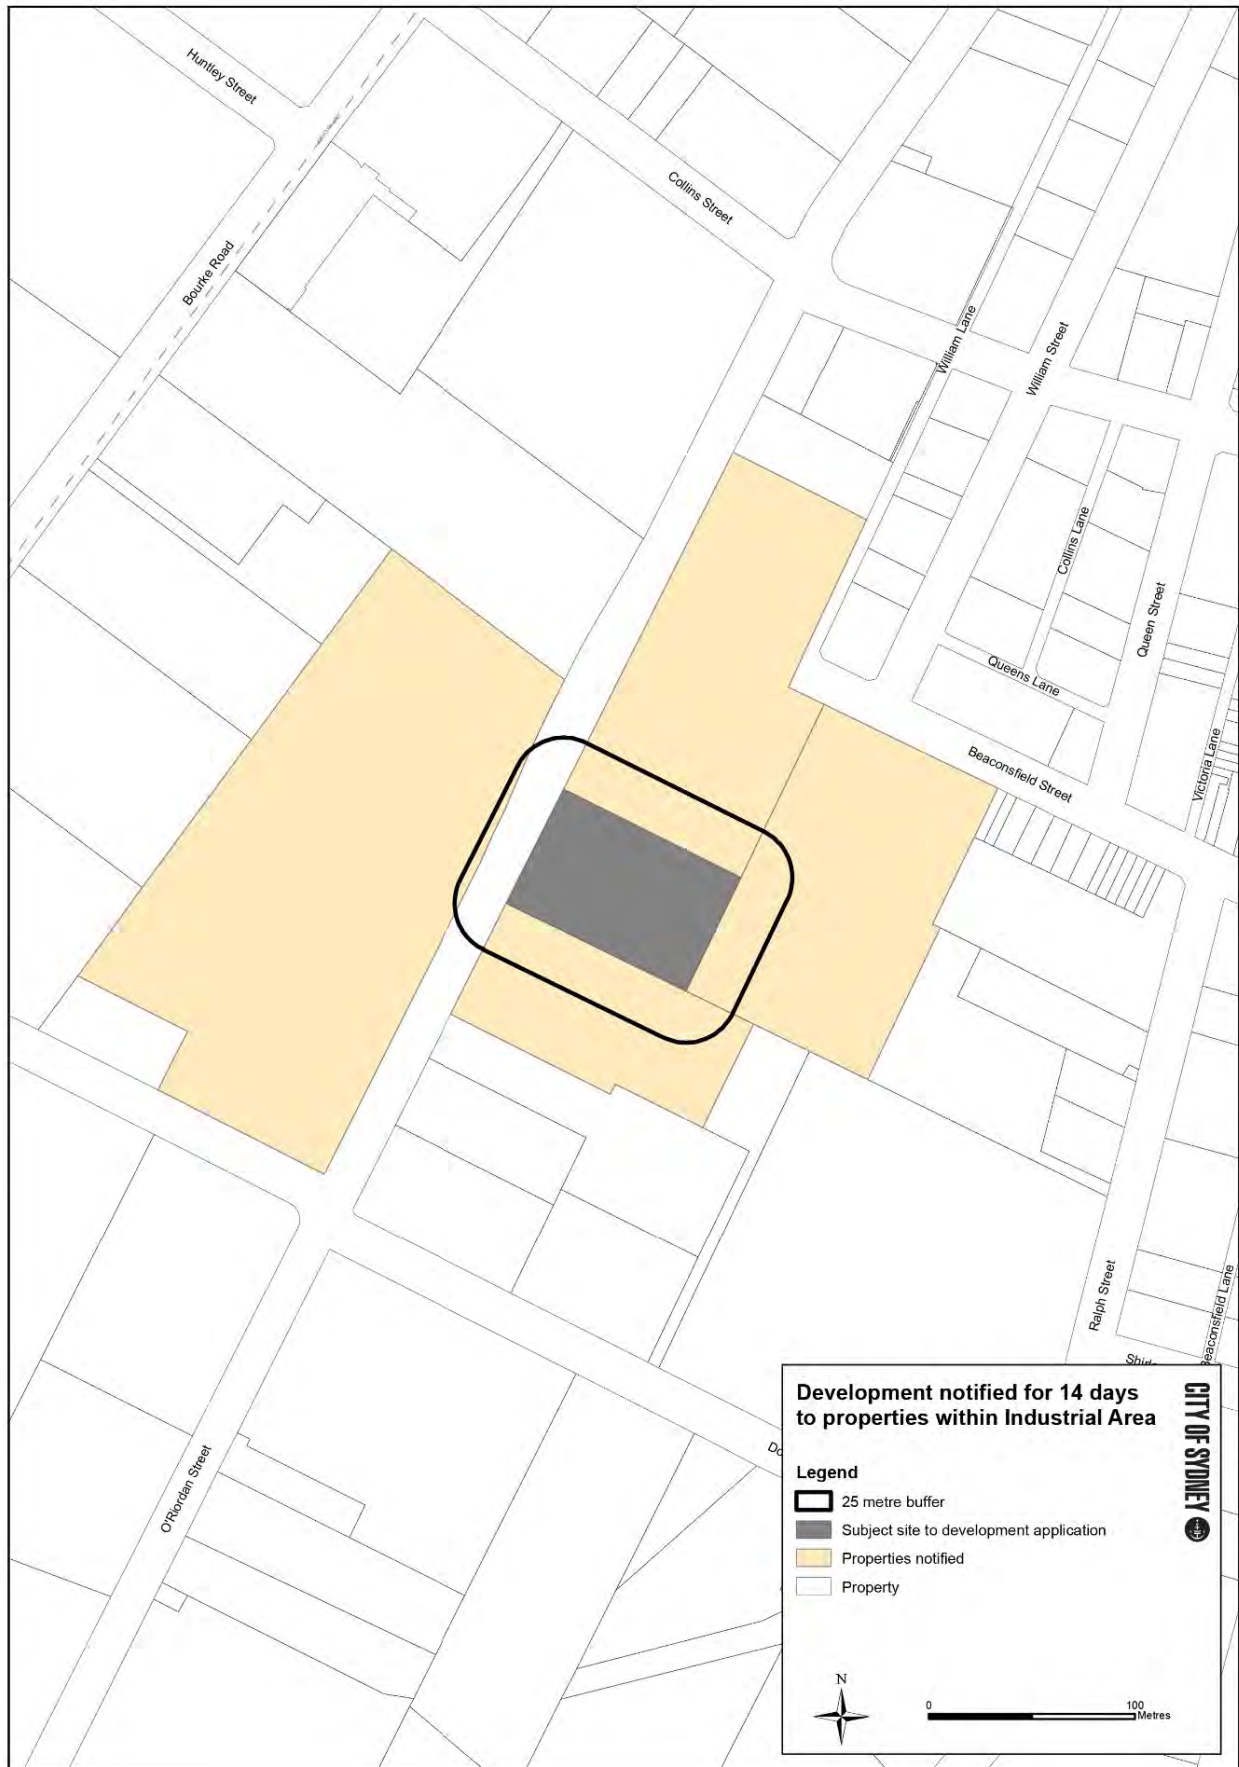 Huntley Street
Collins Street
Bourke Road
William Lane
William Street
Collins Lane
Queen Street
Queens Lane
Beaconsfield Street
Victoria Lane
Ralph Street
Beaconsfield Lane
O'Riordan Street
Development notified for 14 days
to properties within Industrial Area
CITY OF SYDNEY
Legend
25 metre buffer
Subject site to development application
Properties notified
Property
N
0 100
Metres